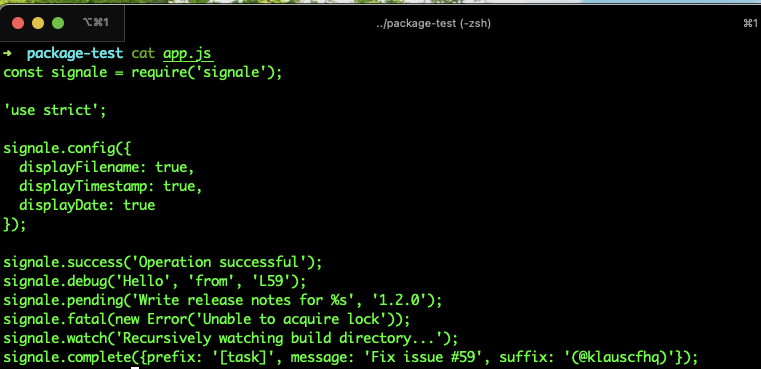 ⌥⌘1
../package-test (-zsh)
⌘1
➜  package-test cat app.js
const signale = require('signale');

'use strict';

signale.config({
  displayFilename: true,
  displayTimestamp: true,
  displayDate: true
});

signale.success('Operation successful');
signale.debug('Hello', 'from', 'L59');
signale.pending('Write release notes for %s', '1.2.0');
signale.fatal(new Error('Unable to acquire lock'));
signale.watch('Recursively watching build directory...');
signale.complete({prefix: '[task]', message: 'Fix issue #59', suffix: '(@klauscfhq)'});